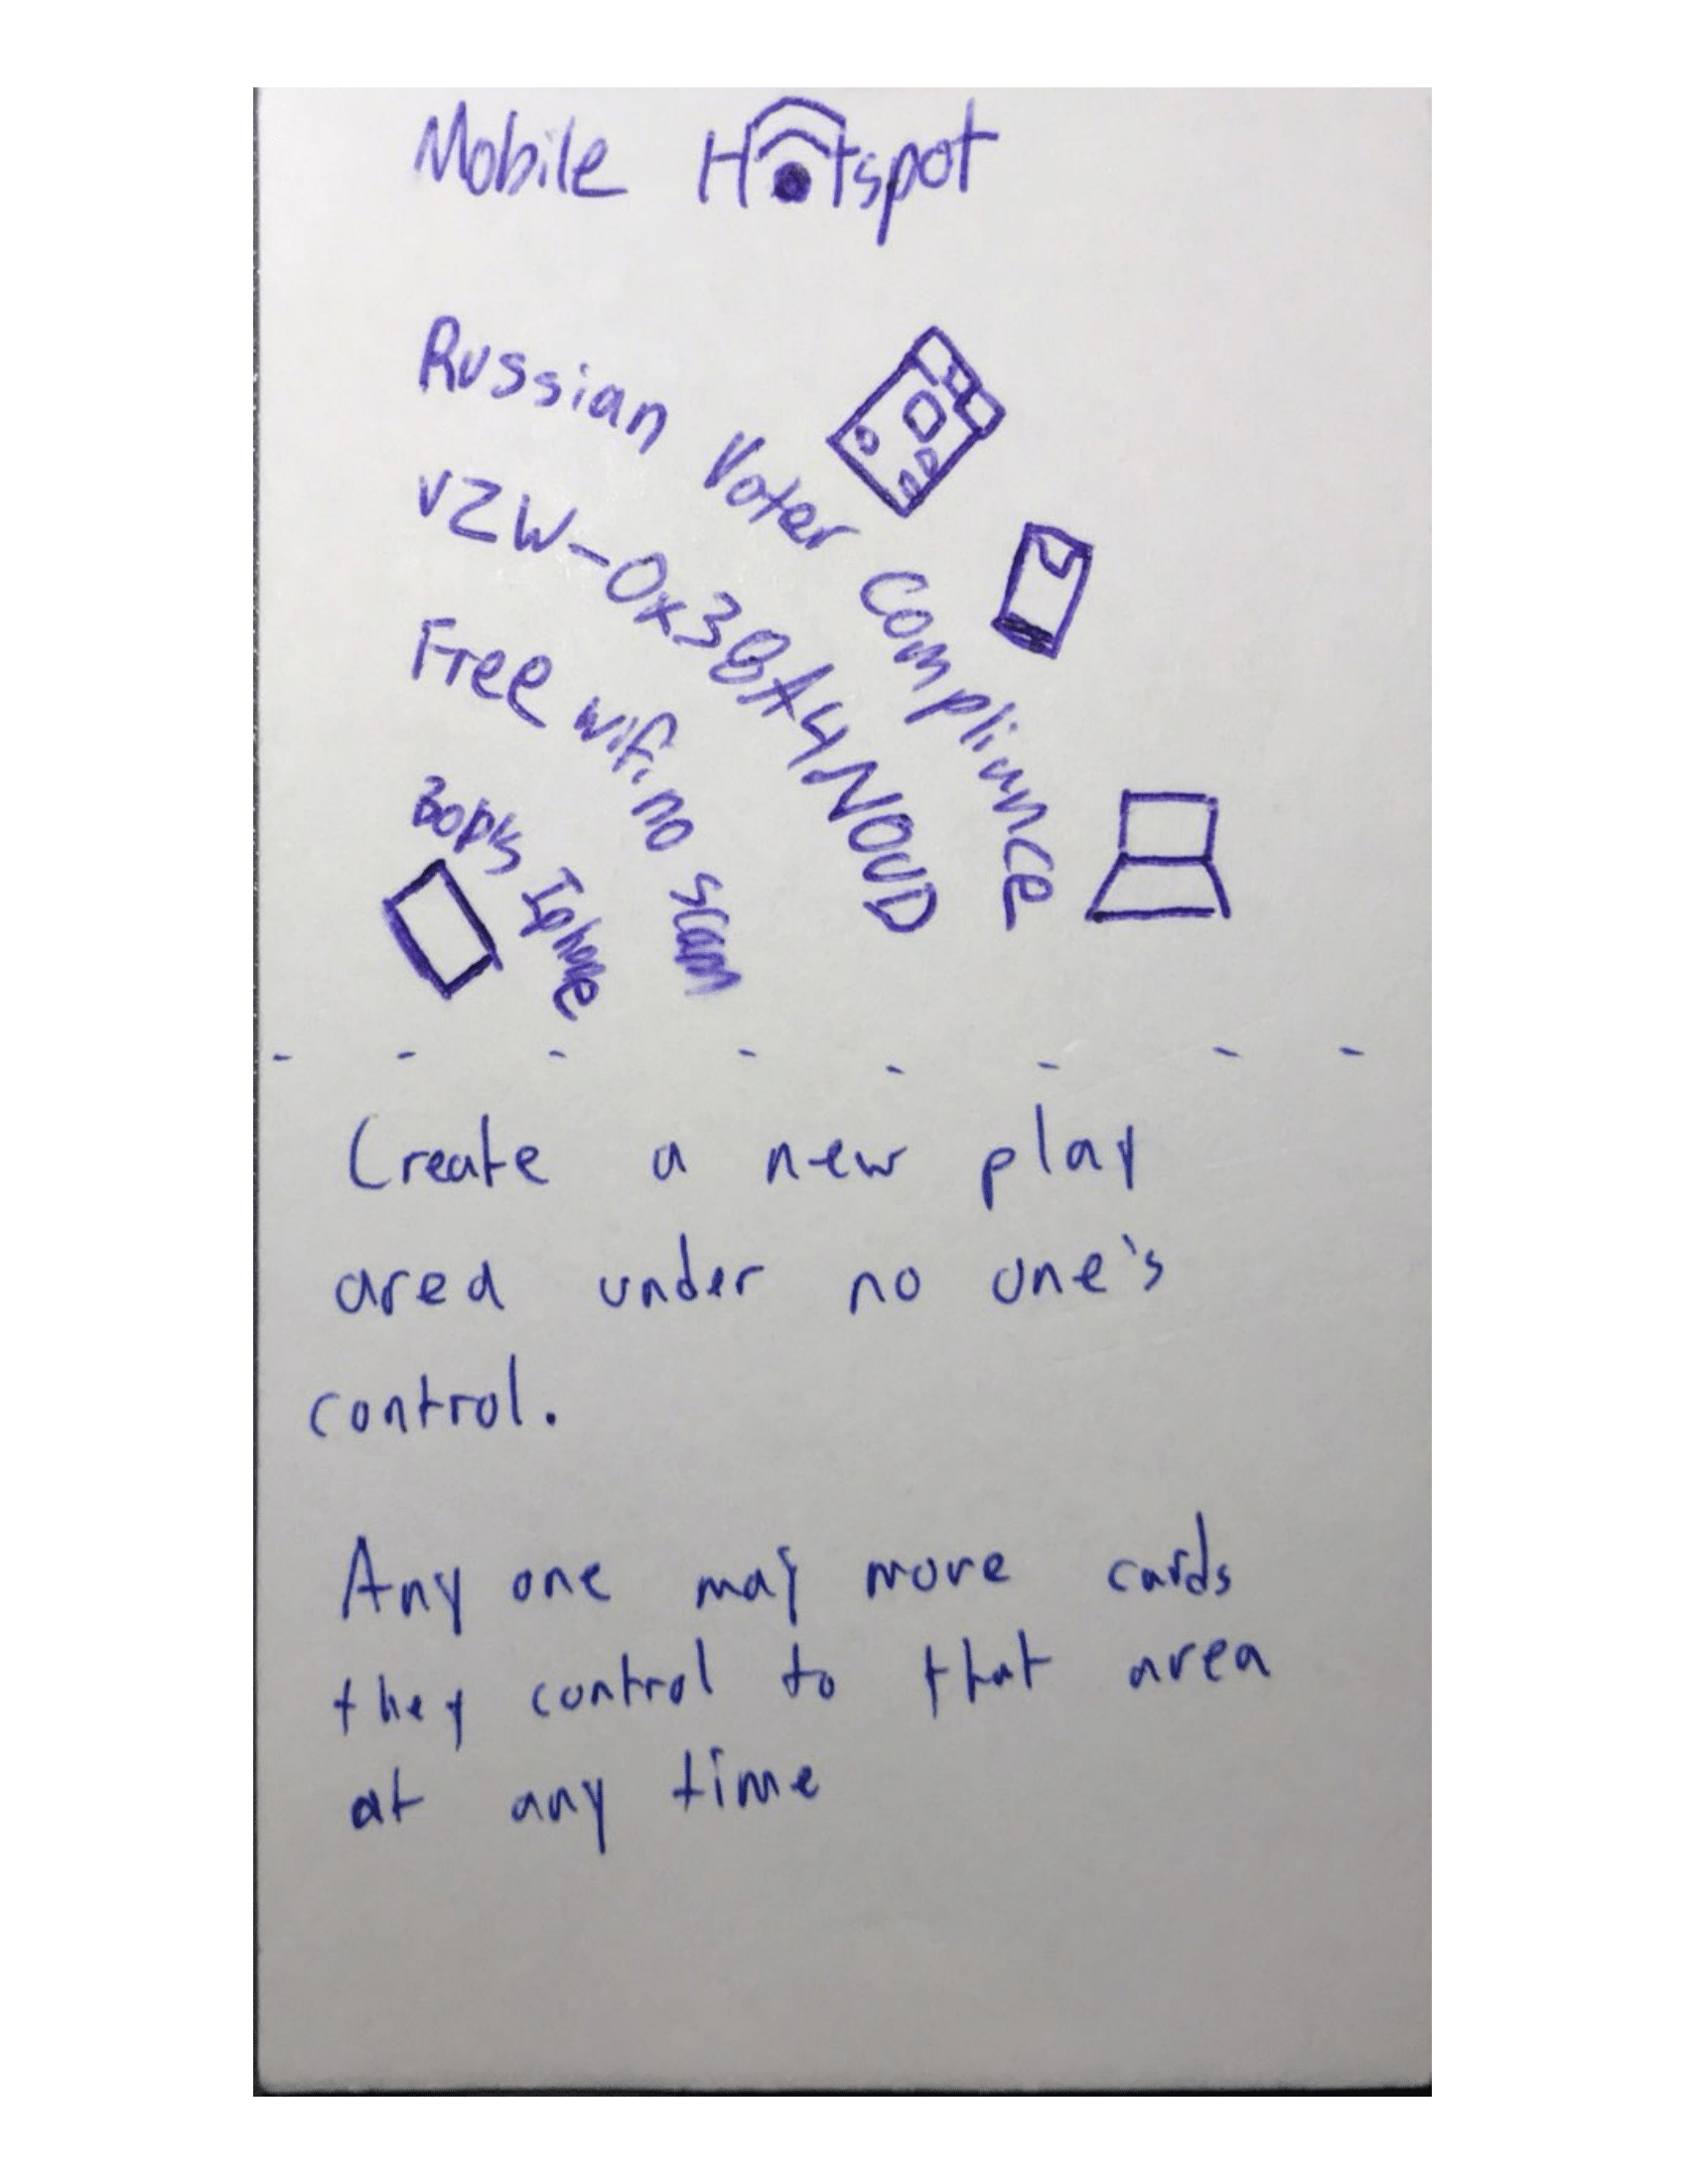 Mobile Hotspot
Russian Voter Compliance
VZW-0x38A4NOUD
Free wifi no scam
Bob's Iphone
Create a new play
area under no one's
control.
Any one may move cards
they control to that area
at any time